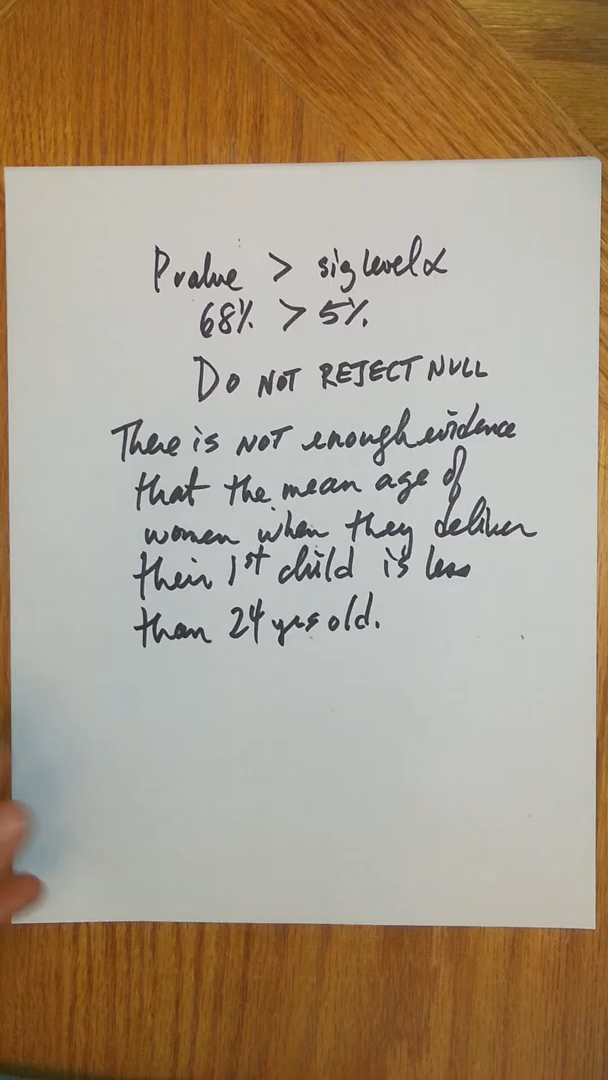 P value > sig level α
68% > 5%.
DO NOT REJECT NULL
There is NOT enough evidence
that the mean age of
women when they deliver
their 1st child is less
than 24 yrs old.